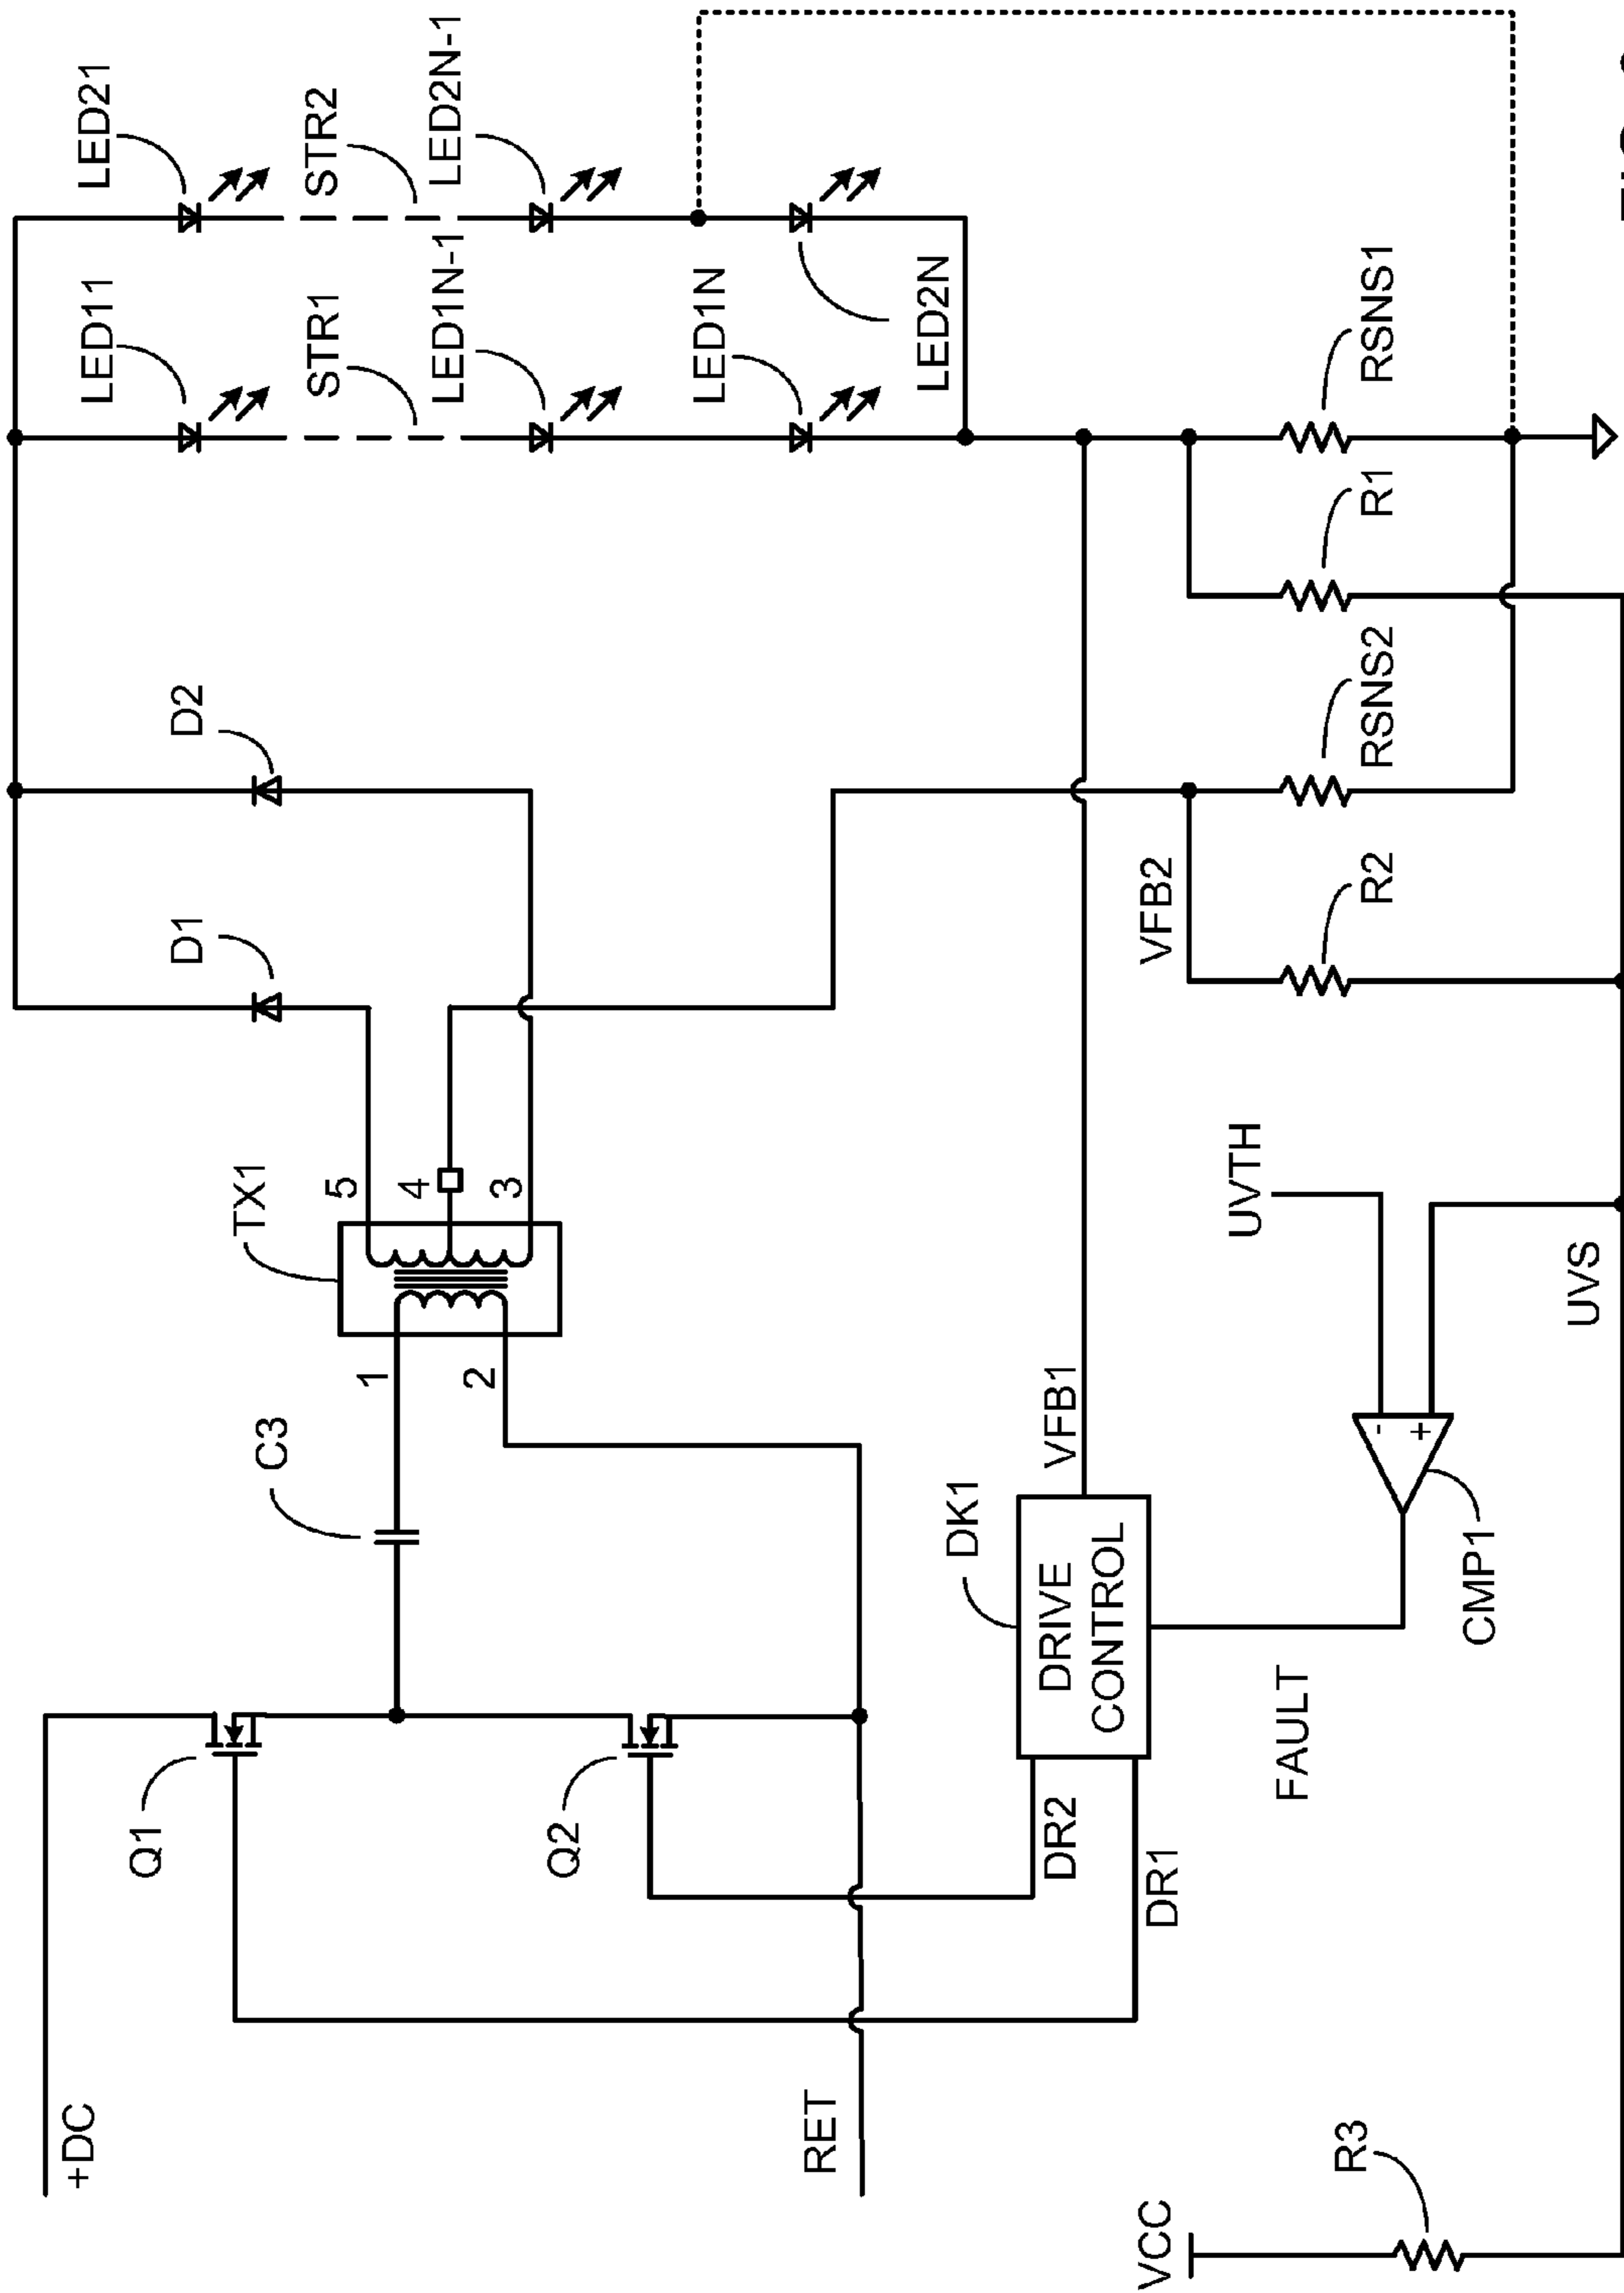 +DC
Q1
C3
TX1
1
2
5
4
3
D1
D2
LED11
LED21
STR1
STR2
LED1N-1
LED2N-1
LED1N
LED2N
Q2
RET
DR2
DR1
DK1
DRIVE
CONTROL
VFB1
FAULT
CMP1
-
+
UVTH
UVS
VFB2
R2
RSNS2
R1
RSNS1
VCC
R3